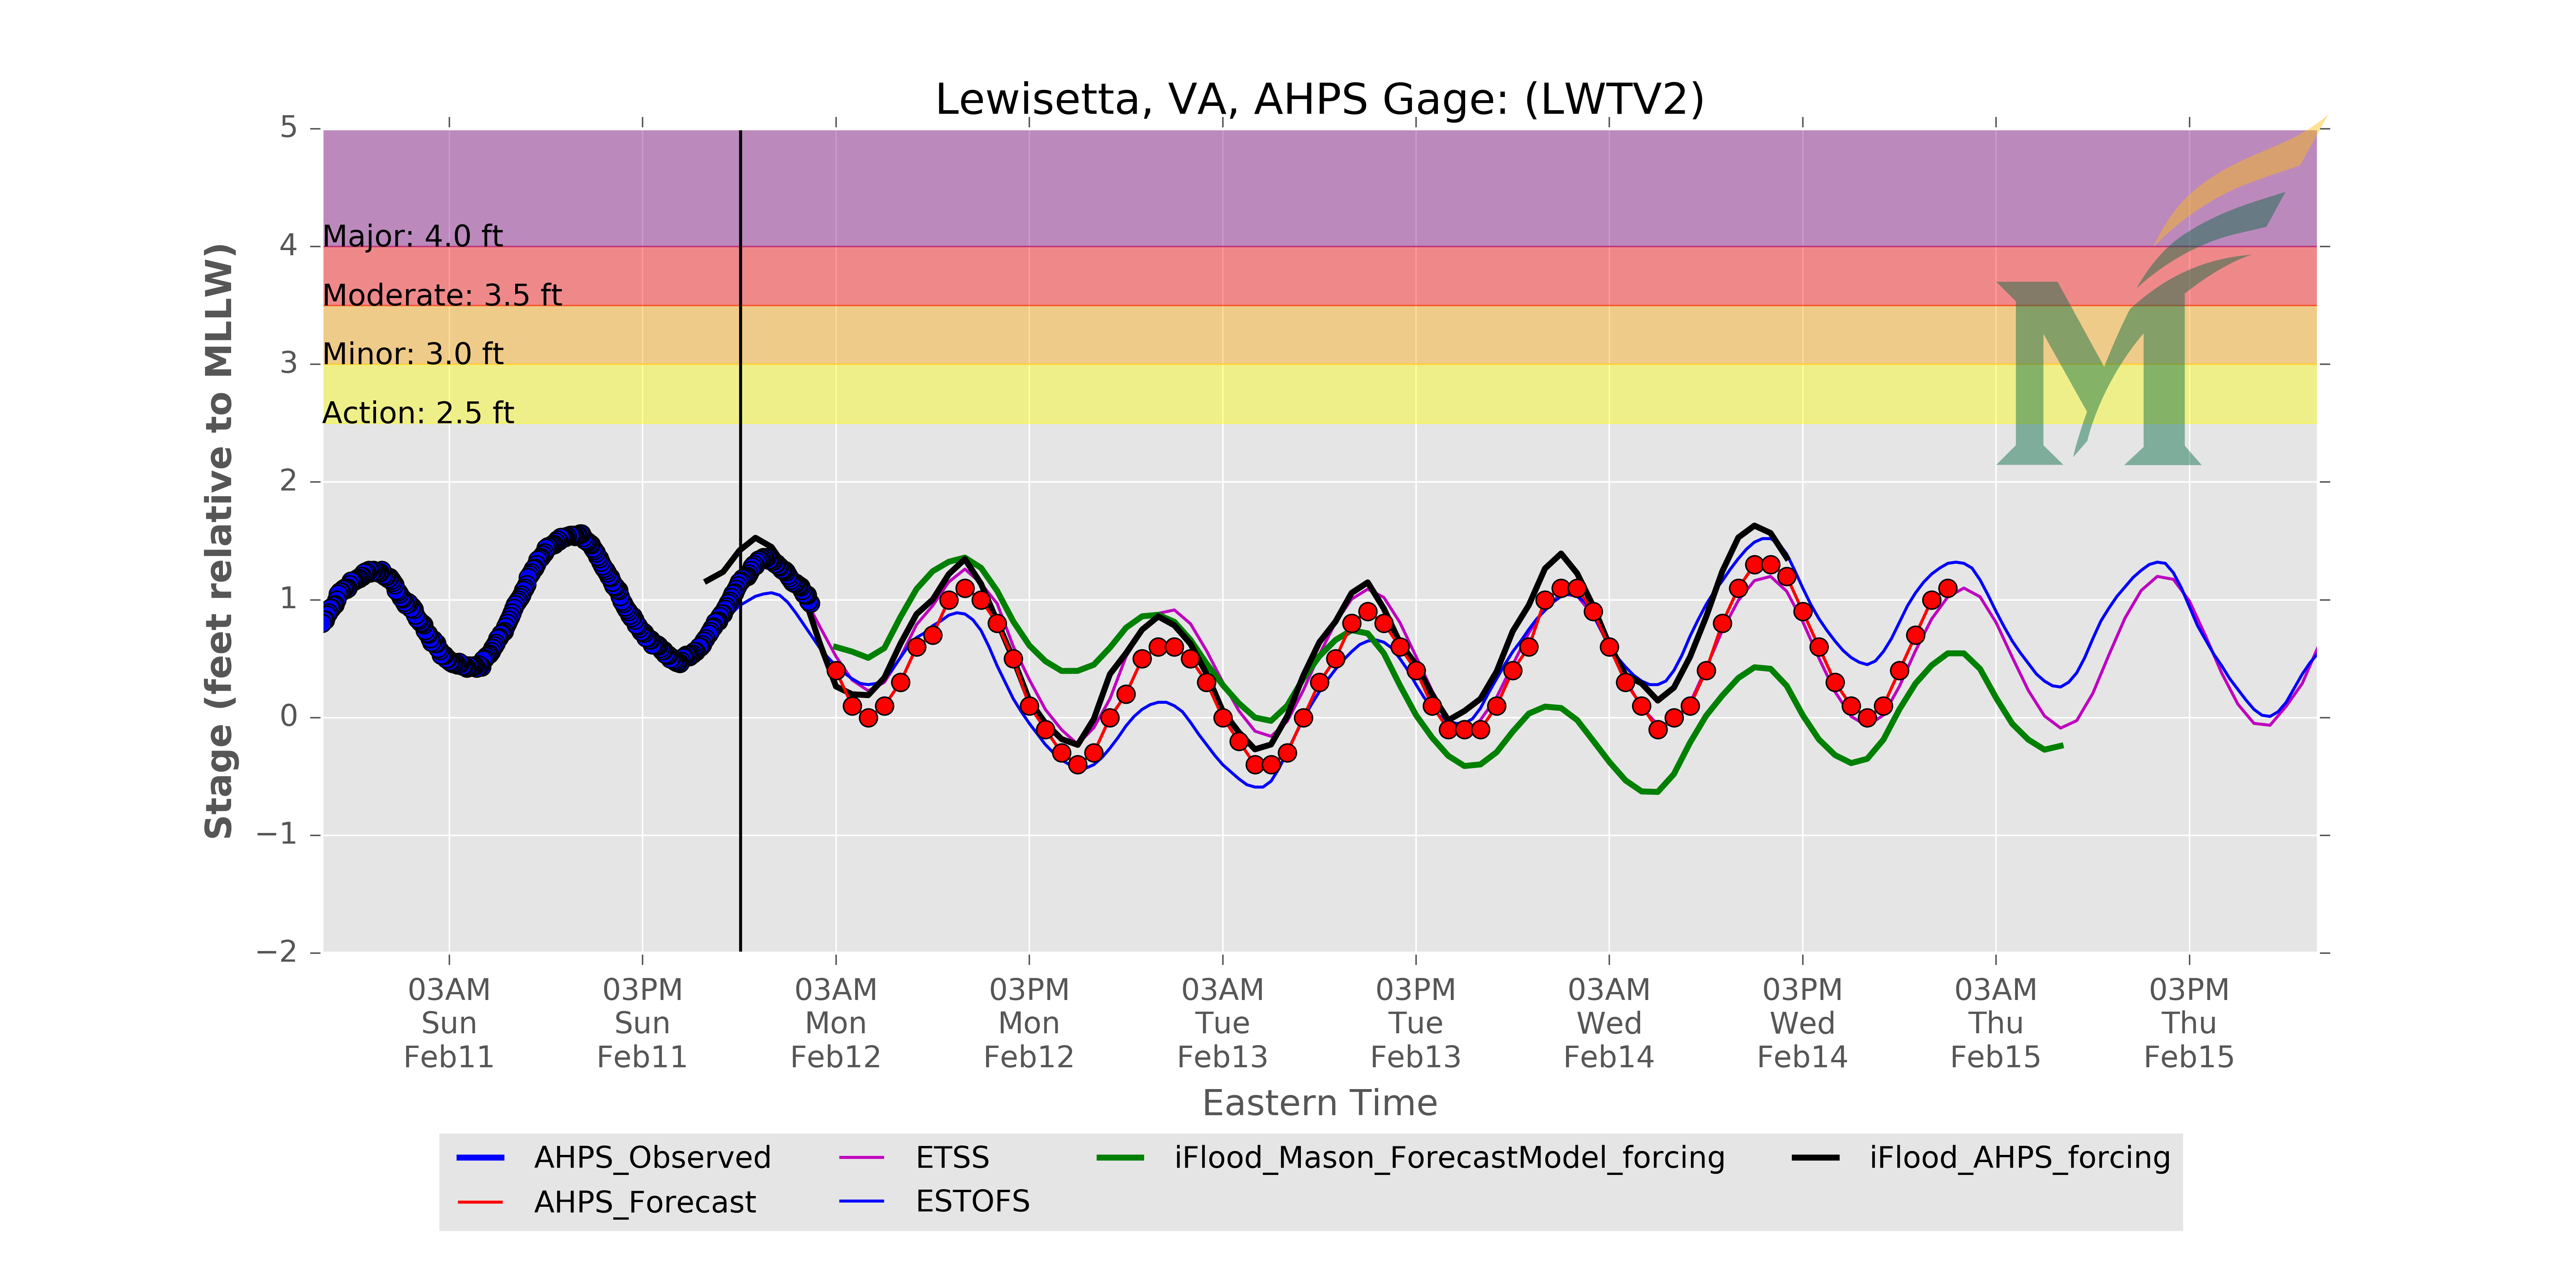 Lewisetta, VA, AHPS Gage: (LWTV2)
Stage (feet relative to MLLW)
5
4
3
2
1
0
−1
−2
Major: 4.0 ft
Moderate: 3.5 ft
Minor: 3.0 ft
Action: 2.5 ft
M
03AM 03PM 03AM 03PM 03AM 03PM 03AM 03PM 03AM 03PM
Sun Sun Mon Mon Tue Tue Wed Wed Thu Thu
Feb11 Feb11 Feb12 Feb12 Feb13 Feb13 Feb14 Feb14 Feb15 Feb15
Eastern Time
AHPS_Observed ETSS iFlood_Mason_ForecastModel_forcing iFlood_AHPS_forcing
AHPS_Forecast ESTOFS